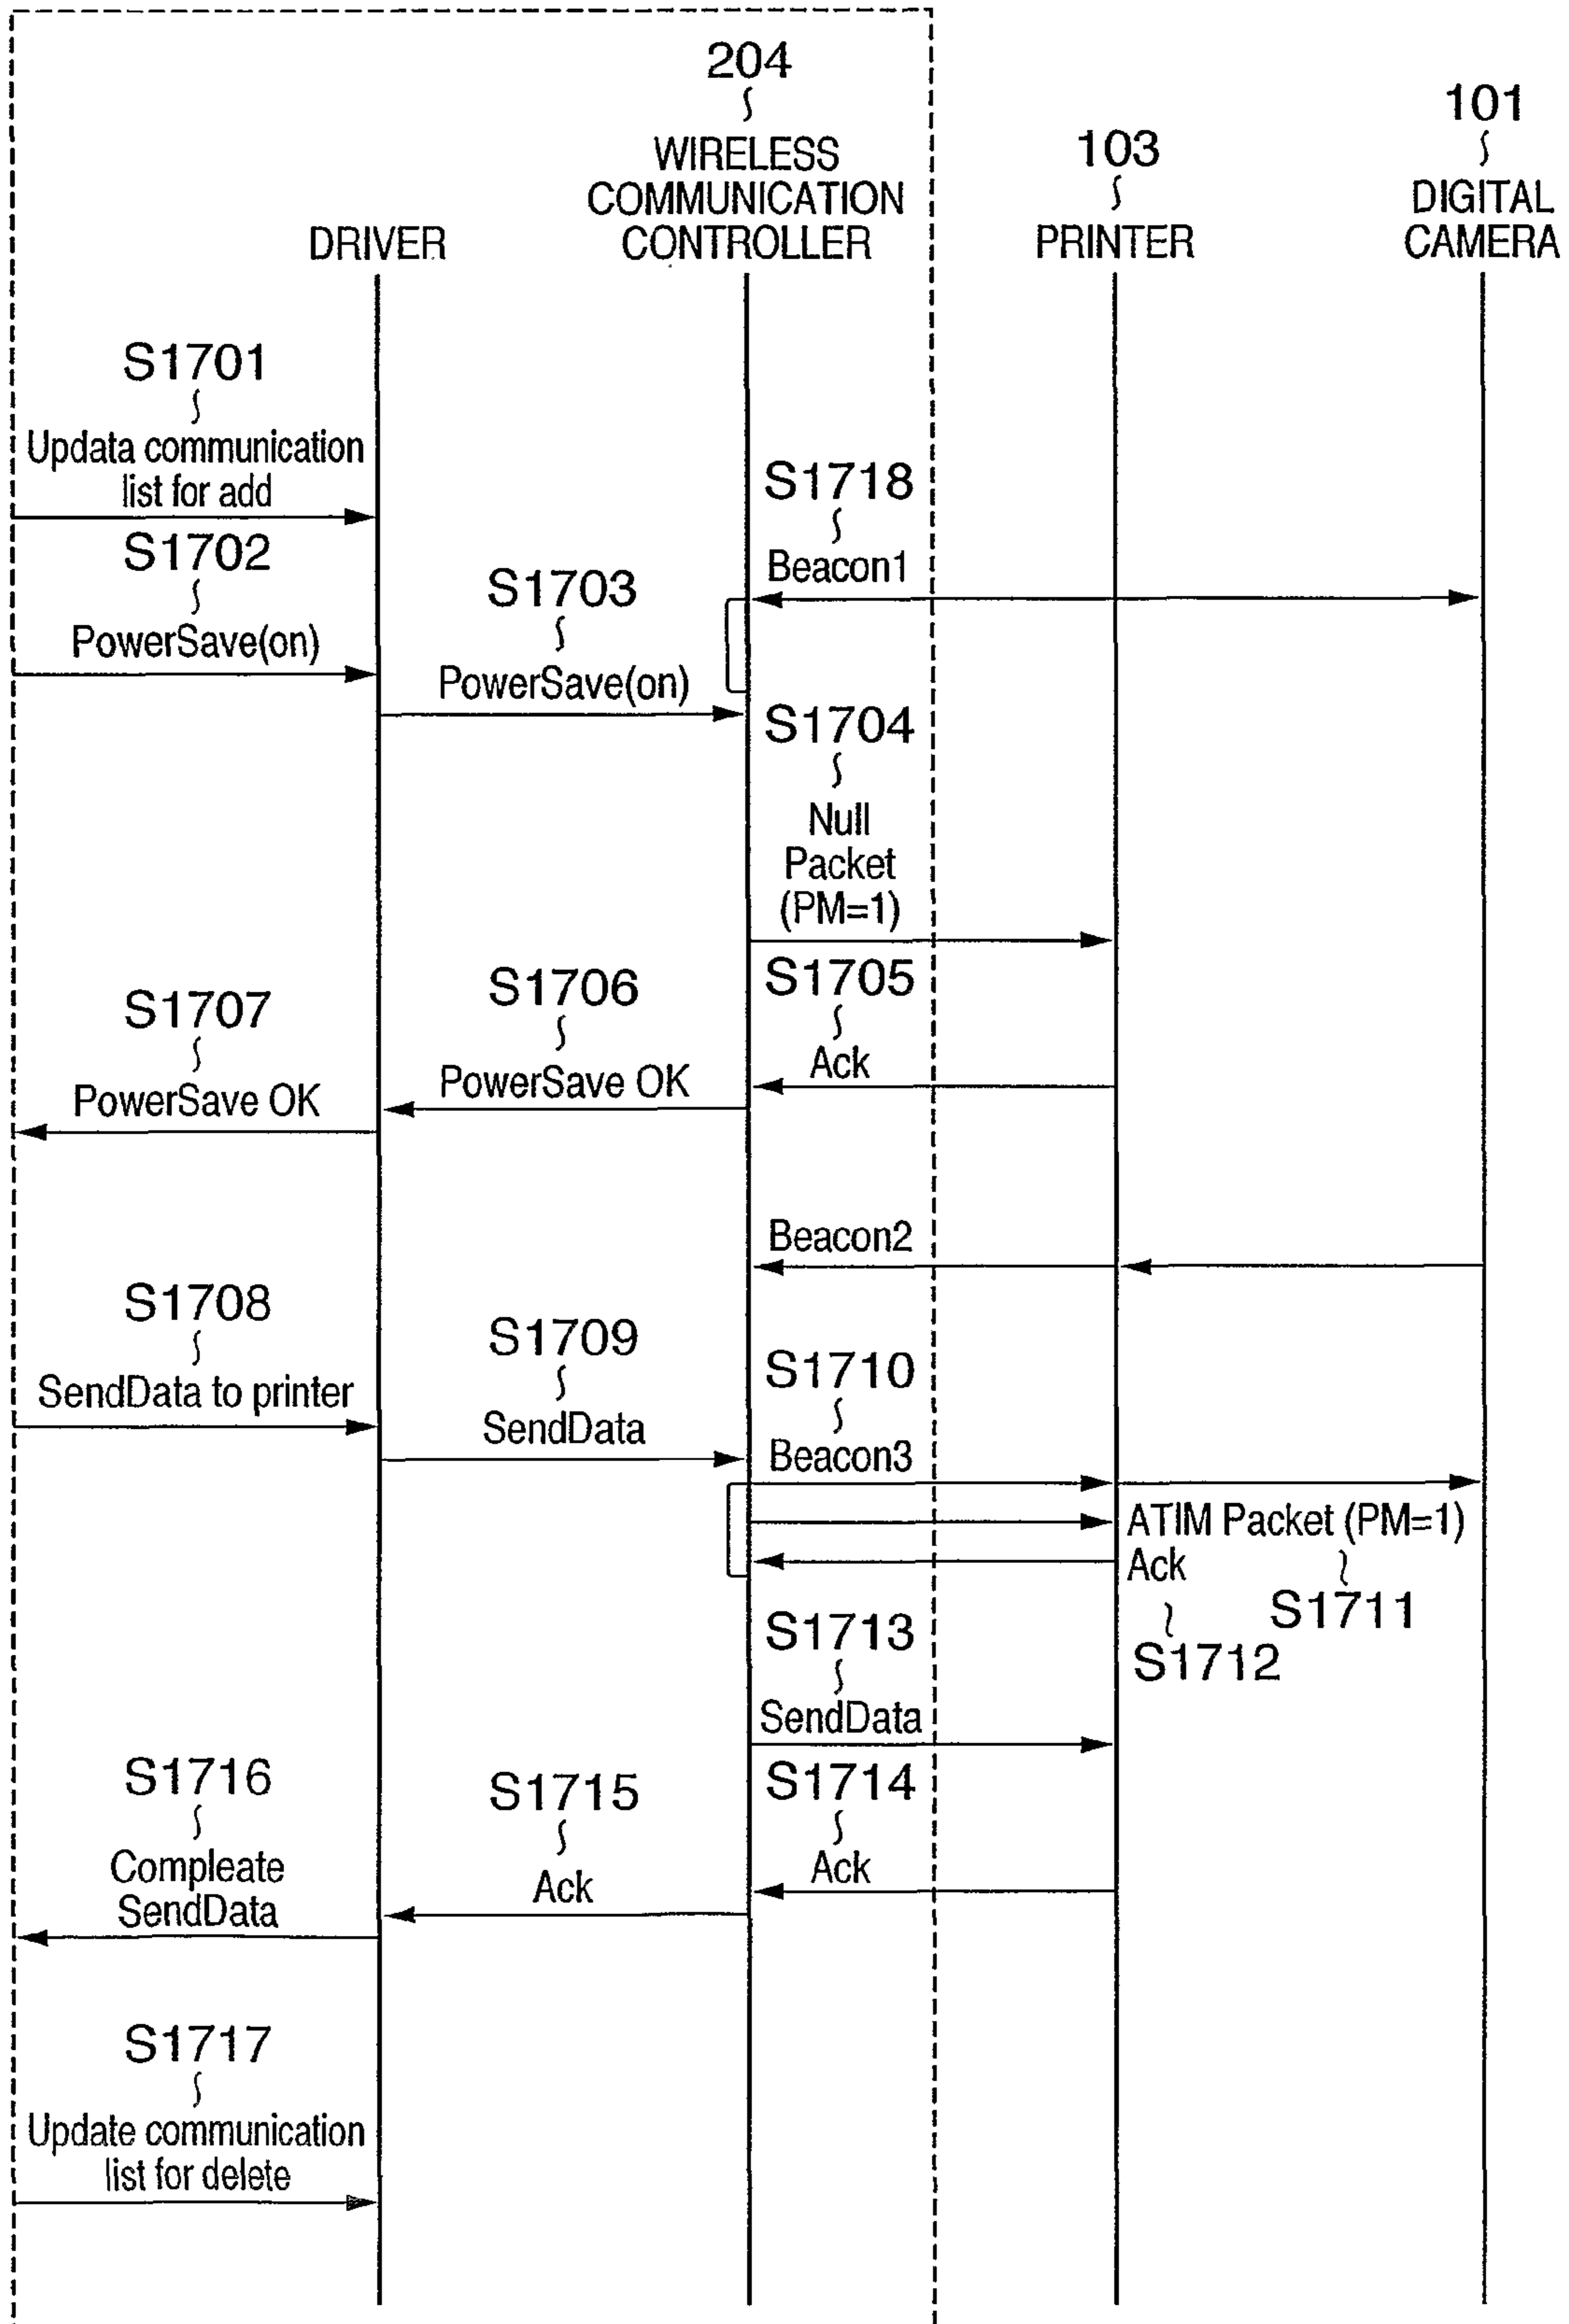 204
WIRELESS
COMMUNICATION
CONTROLLER
101
DIGITAL
CAMERA
103
PRINTER
DRIVER
S1701
Updata communication
list for add
S1718
Beacon1
S1702
PowerSave(on)
S1703
PowerSave(on)
S1704
Null
Packet
(PM=1)
S1705
Ack
S1706
PowerSave OK
S1707
PowerSave OK
Beacon2
S1708
SendData to printer
S1709
SendData
S1710
Beacon3
ATIM Packet (PM=1)
Ack
S1711
S1712
S1713
SendData
S1714
Ack
S1715
Ack
S1716
Compleate
SendData
S1717
Update communication
list for delete